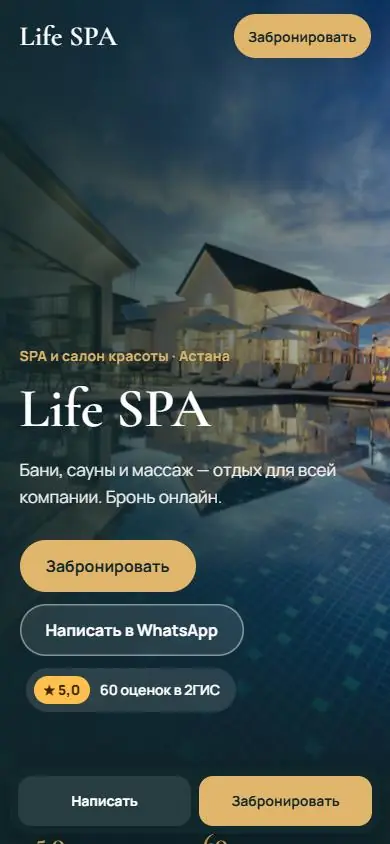 Life SPA
Забронировать
SPA и салон красоты · Астана
Life SPA
Бани, сауны и массаж — отдых для всей
компании. Бронь онлайн.
Забронировать
Написать в WhatsApp
★ 5,0 60 оценок в 2ГИС
Написать
Забронировать